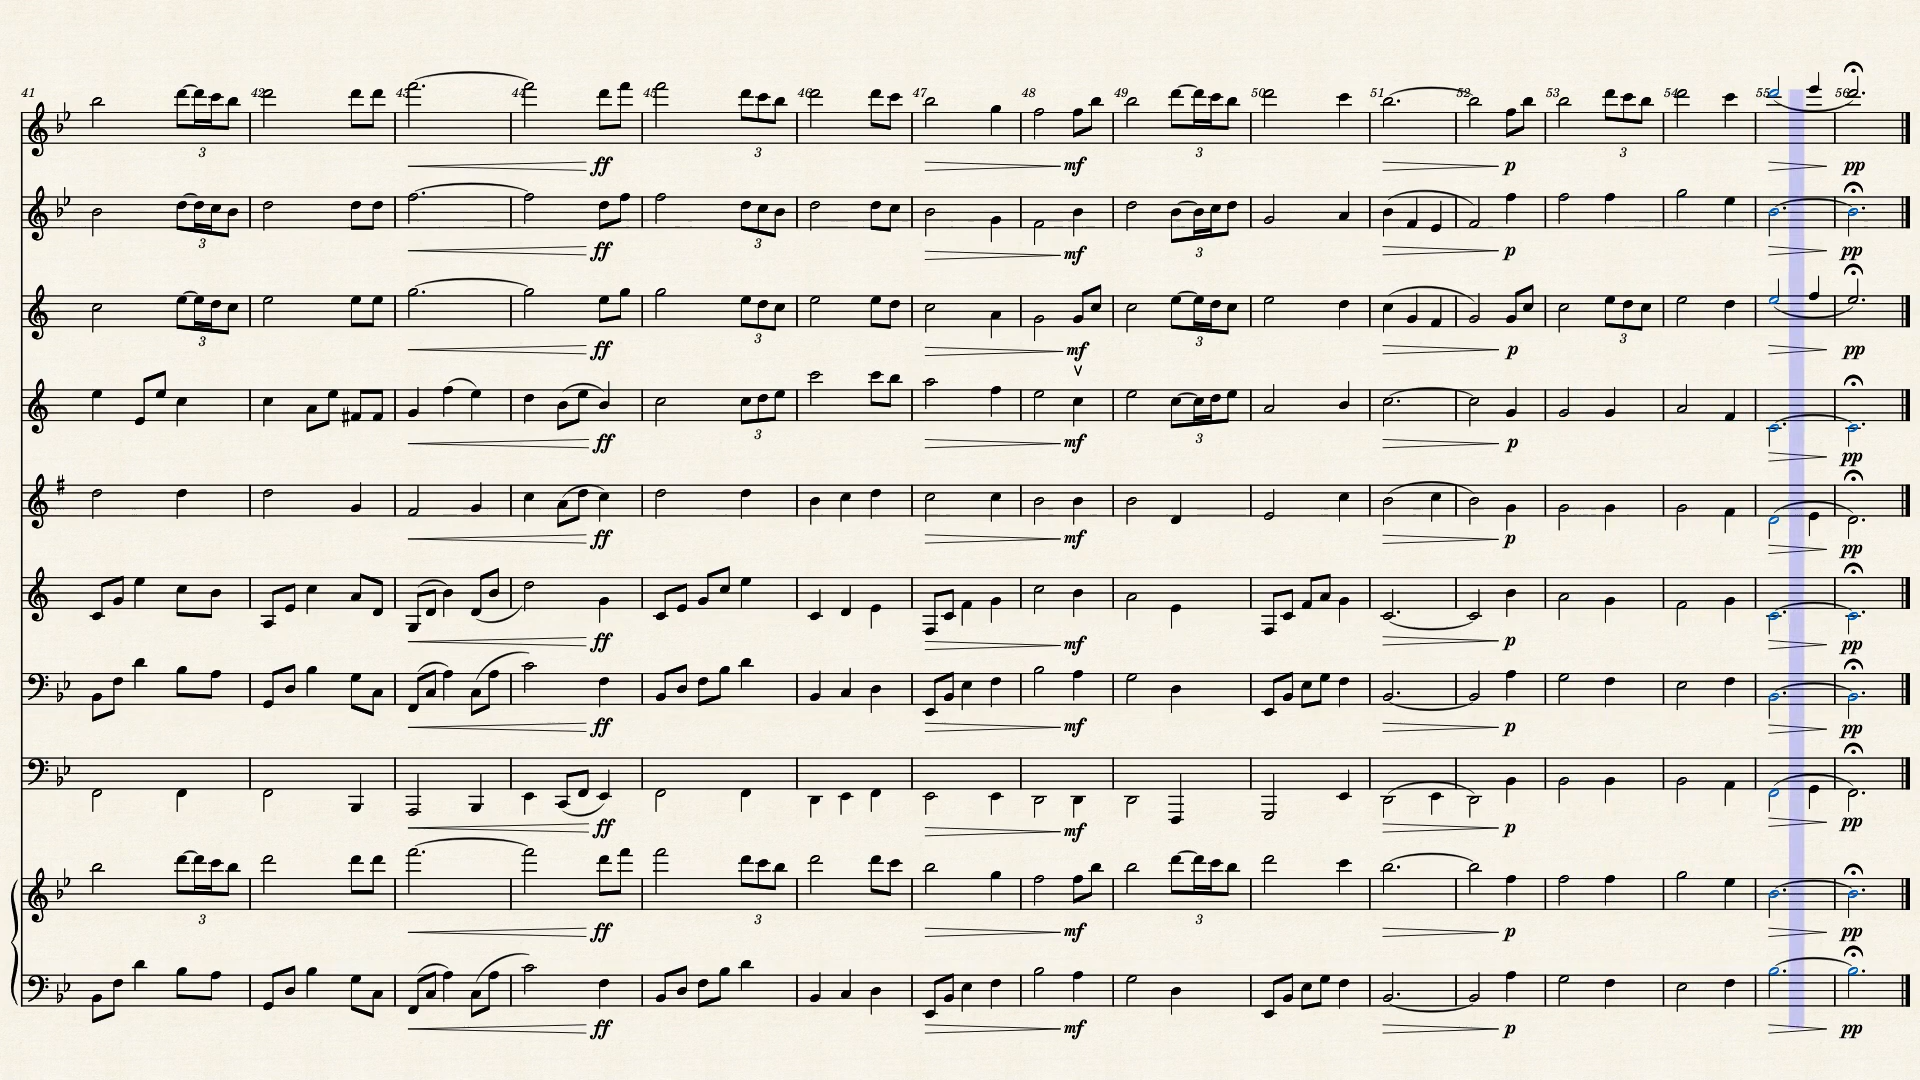 41 42 43 44 45 46 47 48 49 50 51 52 53 54 55 56
3 ff 3 mf 3 p 3 pp
3 ff 3 mf 3 p pp
3 ff 3 mf 3 p 3 pp
ff 3 mf 3 p pp
ff mf p pp
ff mf p pp
ff mf p pp
ff mf p pp
3 ff 3 mf 3 p pp
ff mf p pp